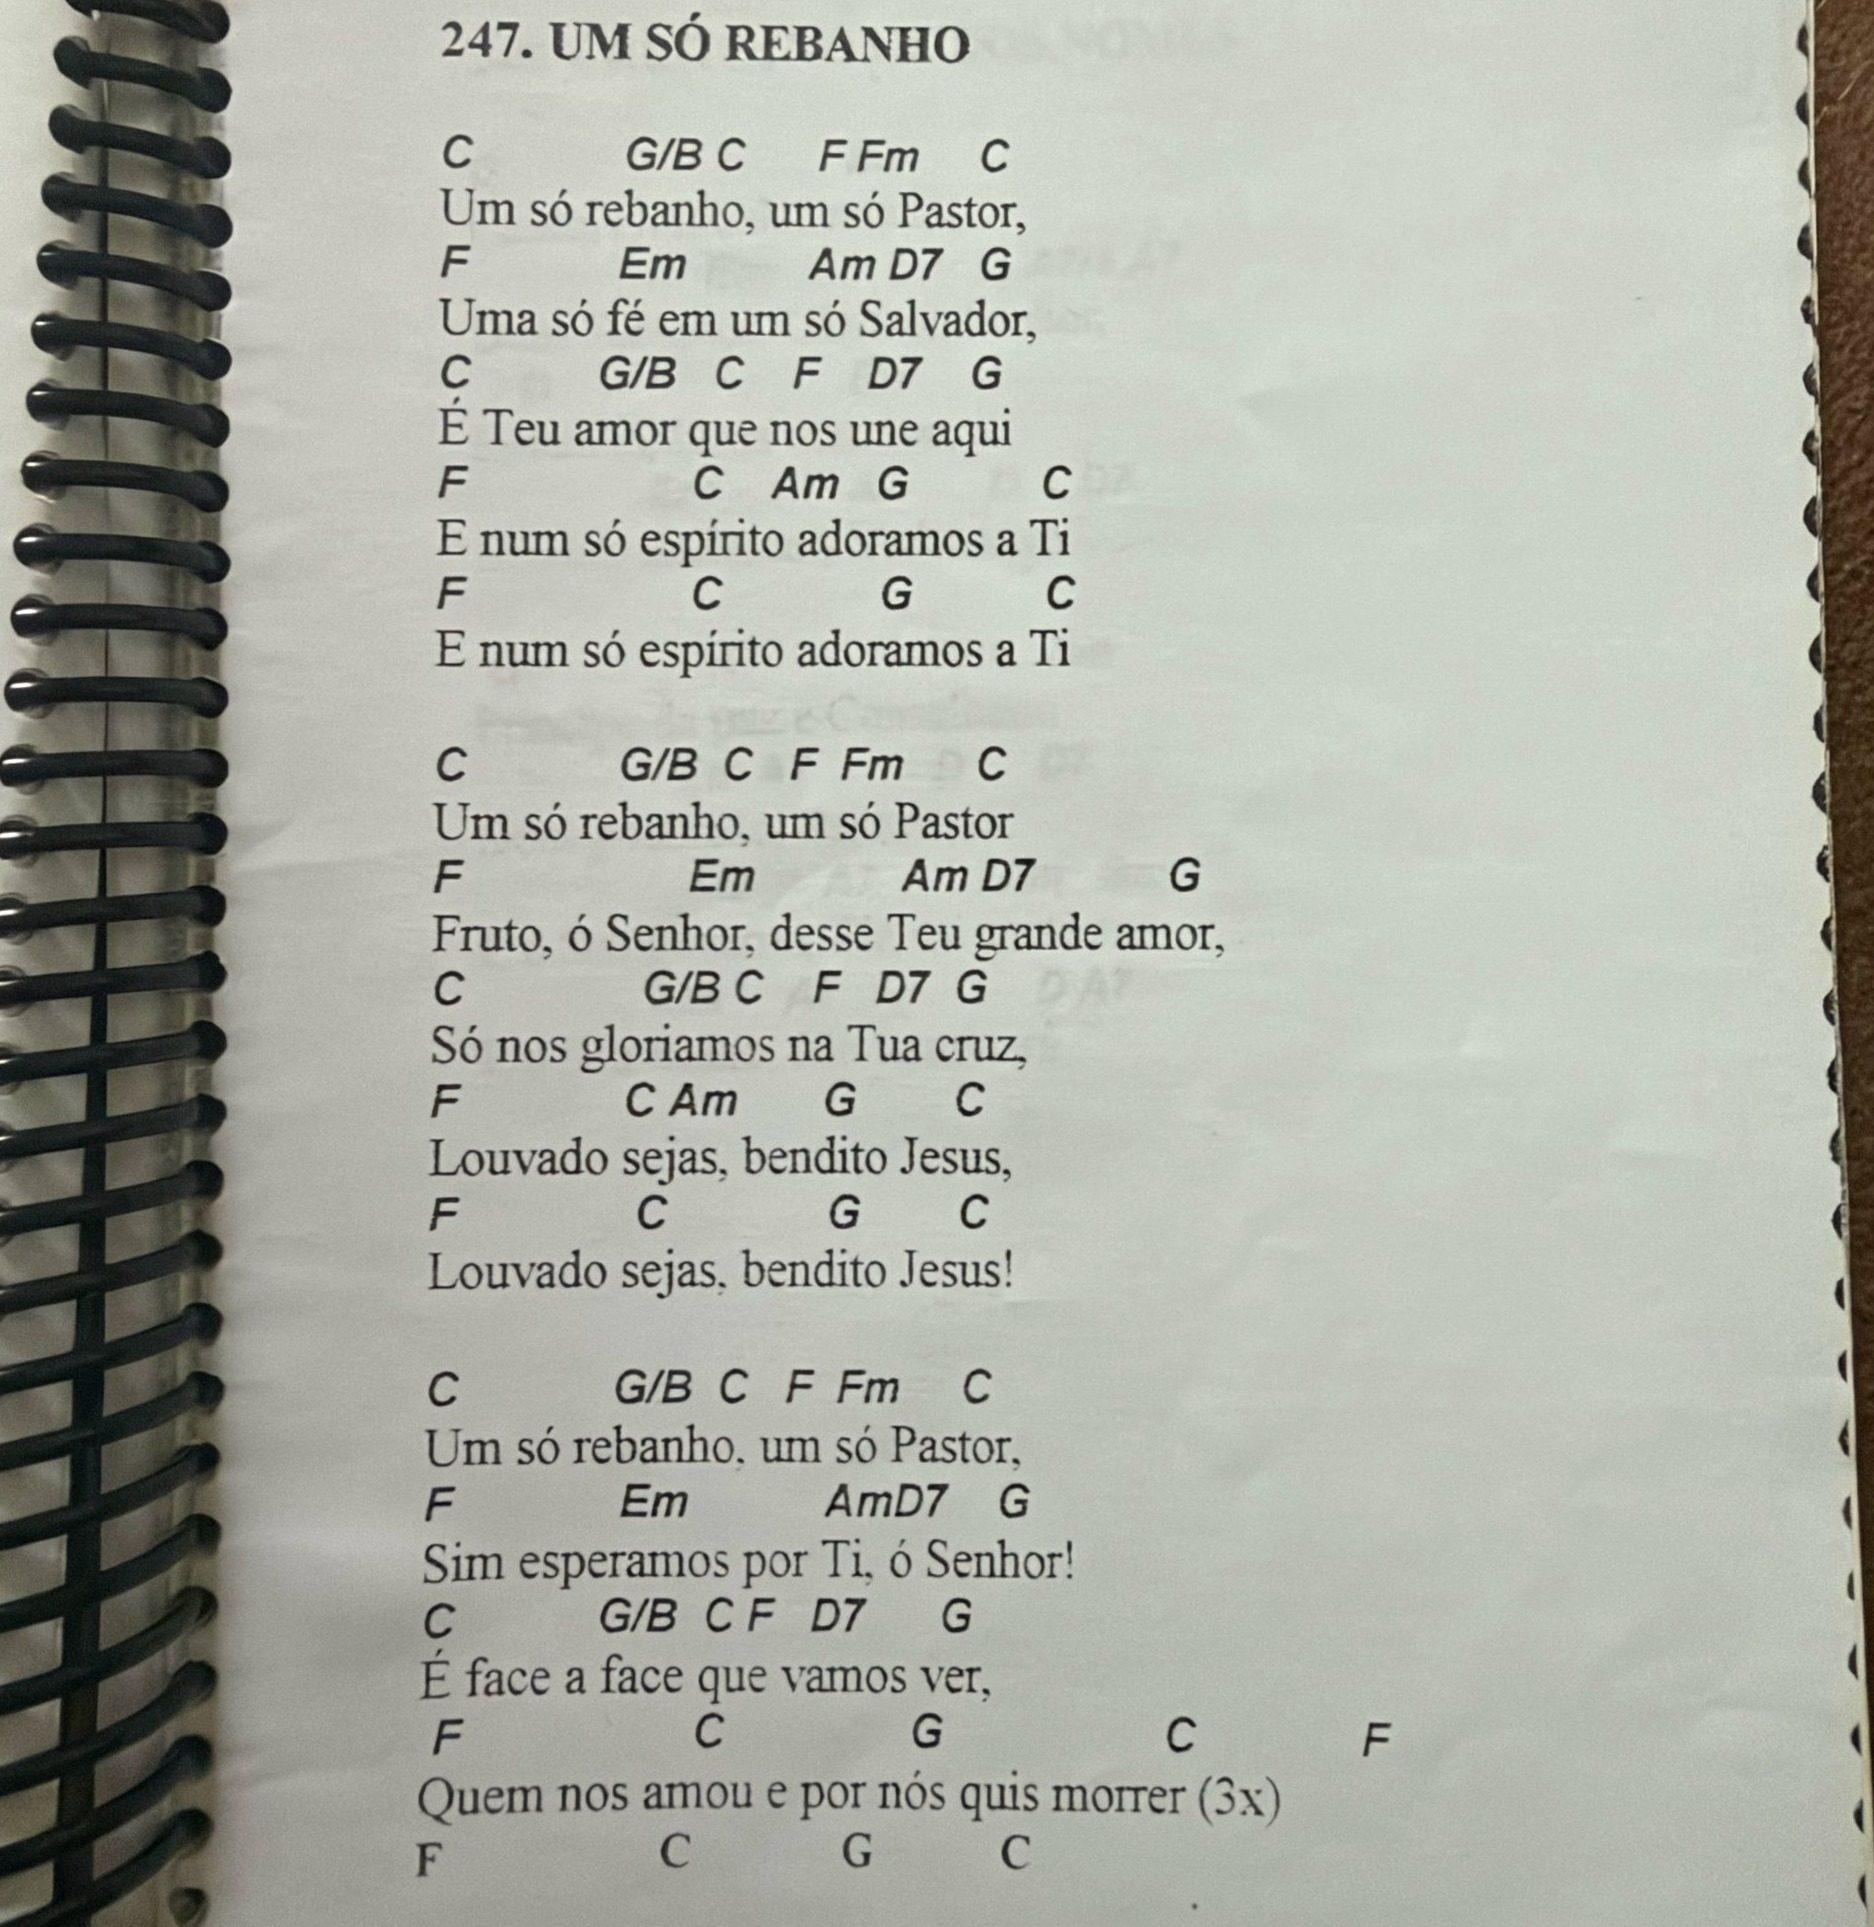 247. UM SÓ REBANHO
C G/B C F Fm C
Um só rebanho, um só Pastor,
F Em Am D7 G
Uma só fé em um só Salvador,
C G/B C F D7 G
É Teu amor que nos une aqui
F C Am G C
E num só espírito adoramos a Ti
F C G C
E num só espírito adoramos a Ti
C G/B C F Fm C
Um só rebanho, um só Pastor
F Em Am D7 G
Fruto, ó Senhor, desse Teu grande amor,
C G/B C F D7 G
Só nos gloriamos na Tua cruz,
F C Am G C
Louvado sejas, bendito Jesus,
F C G C
Louvado sejas, bendito Jesus!
C G/B C F Fm C
Um só rebanho, um só Pastor,
F Em AmD7 G
Sim esperamos por Ti, ó Senhor!
C G/B C F D7 G
É face a face que vamos ver,
F C G C F
Quem nos amou e por nós quis morrer (3x)
F C G C